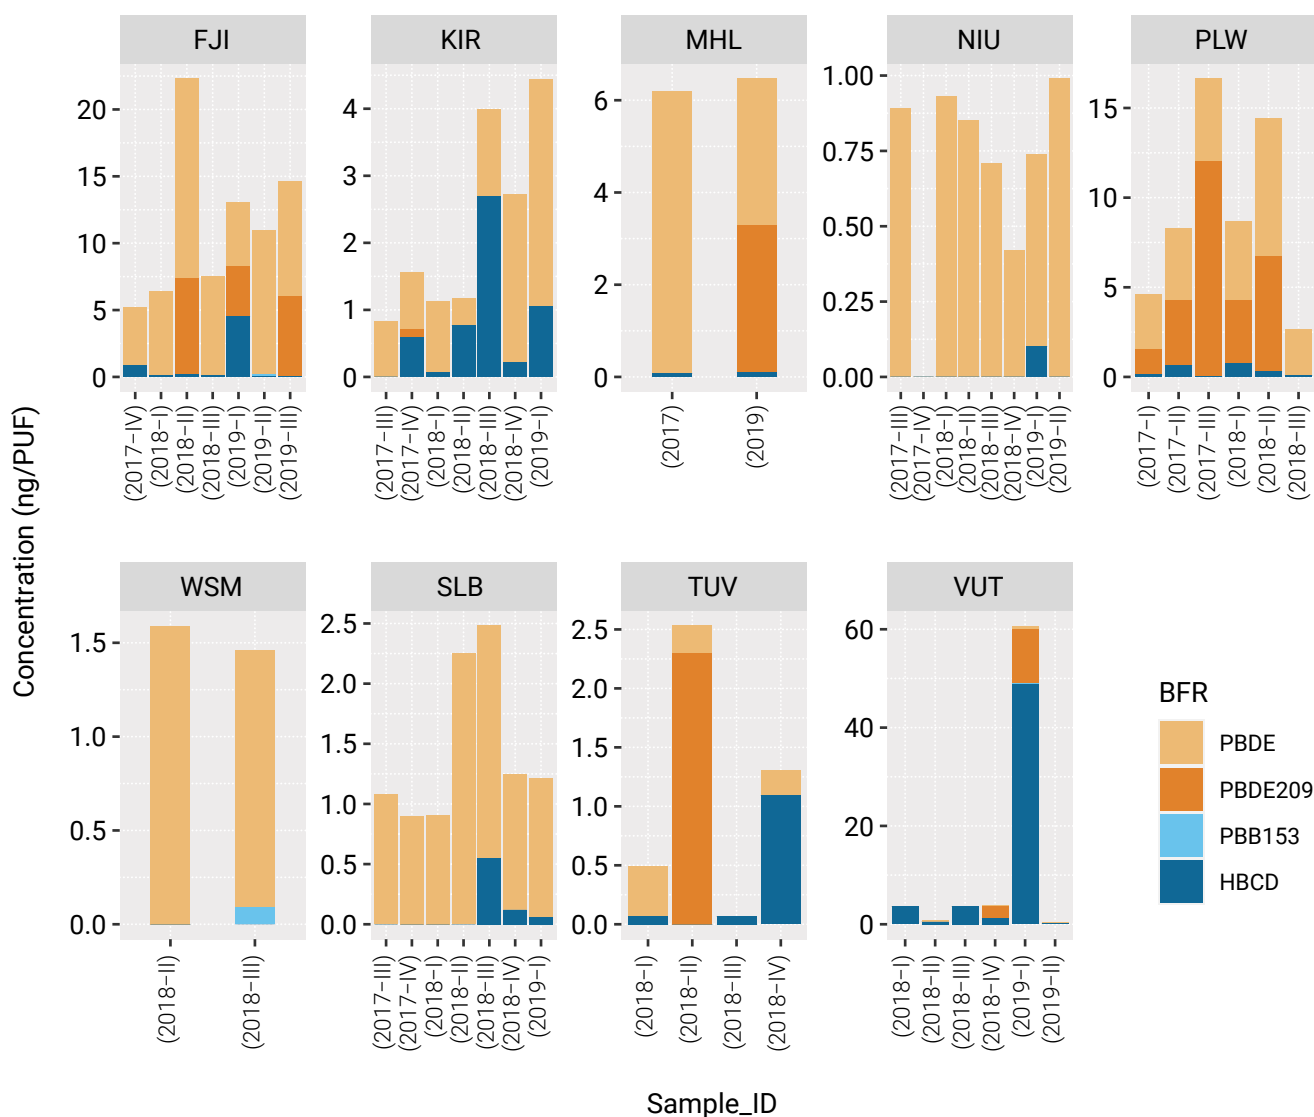 FJI
KIR
MHL
NIU
PLW
20
15
10
5
0
4
3
2
1
0
6
4
2
0
1.00
0.75
0.50
0.25
0.00
15
10
5
0
(2017−IV)
(2018−I)
(2018−II)
(2018−III)
(2019−I)
(2019−II)
(2019−III)
(2017−III)
(2017−IV)
(2018−I)
(2018−II)
(2018−III)
(2018−IV)
(2019−I)
(2017)
(2019)
(2017−III)
(2017−IV)
(2018−I)
(2018−II)
(2018−III)
(2018−IV)
(2019−I)
(2019−II)
(2017−I)
(2017−II)
(2017−III)
(2018−I)
(2018−II)
(2018−III)
Concentration (ng/PUF)
WSM
SLB
TUV
VUT
1.5
1.0
0.5
0.0
2.5
2.0
1.5
1.0
0.5
0.0
2.5
2.0
1.5
1.0
0.5
0.0
60
40
20
0
(2018−II)
(2018−III)
(2017−III)
(2017−IV)
(2018−I)
(2018−II)
(2018−III)
(2018−IV)
(2019−I)
(2018−I)
(2018−II)
(2018−III)
(2018−IV)
(2018−I)
(2018−II)
(2018−III)
(2018−IV)
(2019−I)
(2019−II)
BFR
PBDE
PBDE209
PBB153
HBCD
Sample_ID